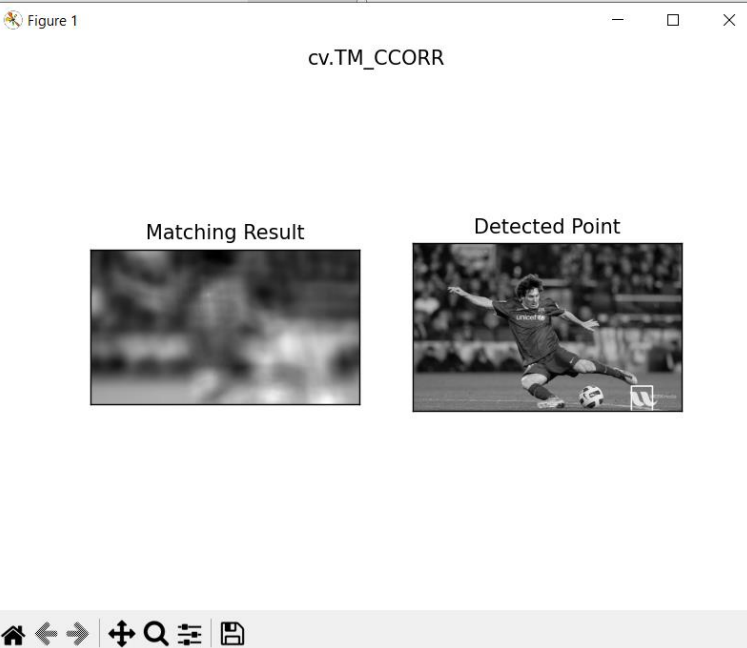 Figure 1
cv.TM_CCORR
Matching Result
Detected Point
unicef